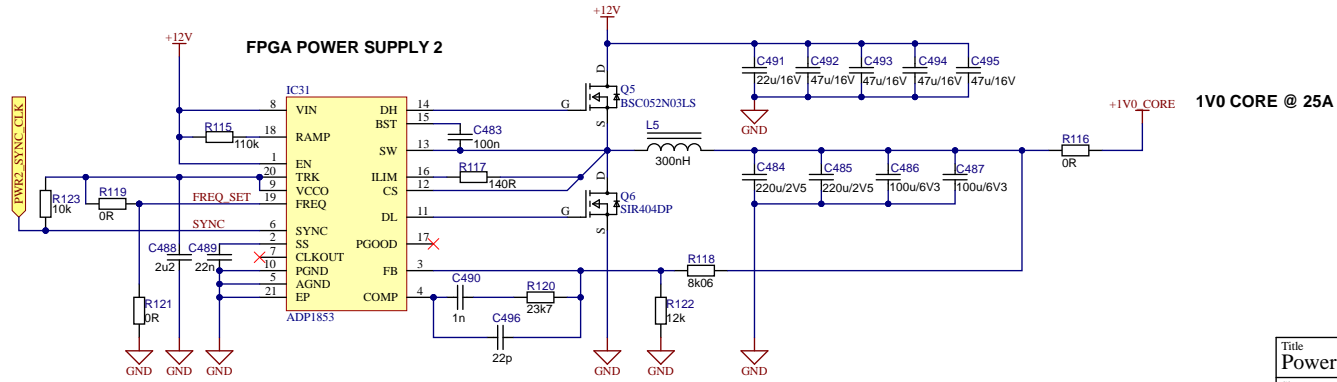 +12V
+12V
FPGA POWER SUPPLY 2
PWR2_SYNC_CLK
IC31
8 VIN
18 RAMP
1 EN
20 TRK
9 VCCO
19 FREQ
6 SYNC
2 SS
7 CLKOUT
10 PGND
5 AGND
21 EP
DH 14
BST 15
SW 13
ILIM 16
CS 12
DL 11
PGOOD 17
FB 3
COMP 4
ADP1853
R115
110k
R123
10k
R119
0R
FREQ_SET
SYNC
C488
2u2
C489
22n
R121
0R
GND
GND
GND
C483
100n
R117
140R
D
G
S
Q5
BSC052N03LS
D
G
S
Q6
SIR404DP
C490
1n
R120
23k7
C496
22p
R118
8k06
R122
12k
GND
GND
GND
L5
300nH
C491
22u/16V
C492
47u/16V
C493
47u/16V
C494
47u/16V
C495
47u/16V
GND
C484
220u/2V5
C485
220u/2V5
C486
100u/6V3
C487
100u/6V3
R116
0R
+1V0_CORE
1V0 CORE @ 25A
Title
Power